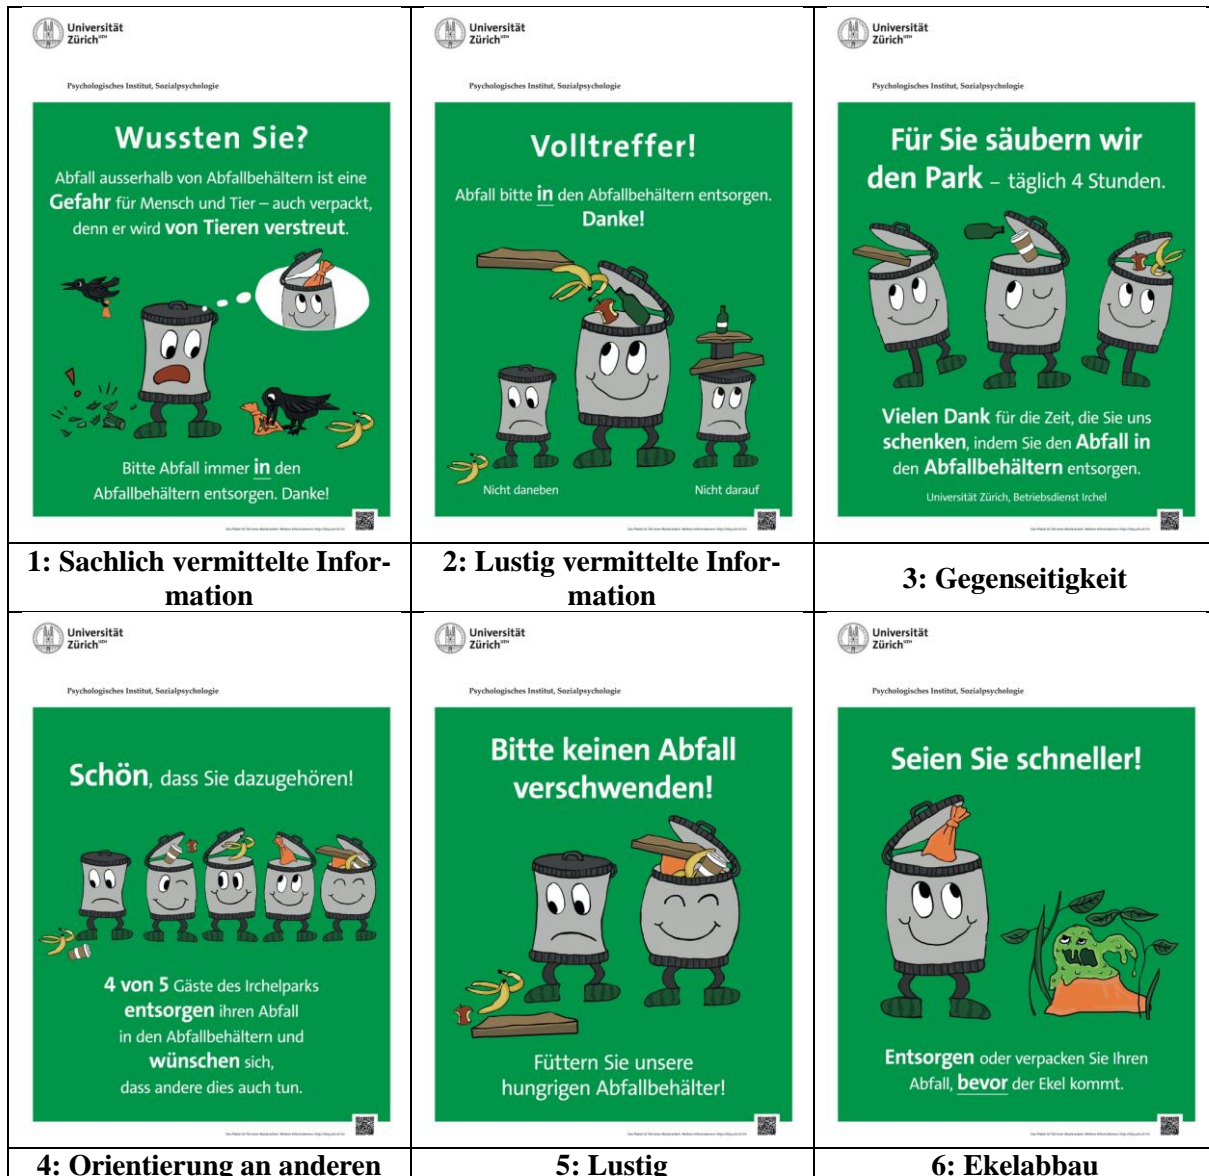 Universität
Zürich UZH
Psychologisches Institut, Sozialpsychologie
Wussten Sie?
Abfall ausserhalb von Abfallbehältern ist eine
Gefahr für Mensch und Tier – auch verpackt,
denn er wird von Tieren verstreut.
Bitte Abfall immer in den
Abfallbehältern entsorgen. Danke!
1: Sachlich vermittelte Infor-
mation
Universität
Zürich UZH
Psychologisches Institut, Sozialpsychologie
Volltreffer!
Abfall bitte in den Abfallbehältern entsorgen.
Danke!
Nicht daneben
Nicht darauf
2: Lustig vermittelte Infor-
mation
Universität
Zürich UZH
Psychologisches Institut, Sozialpsychologie
Für Sie säubern wir
den Park – täglich 4 Stunden.
Vielen Dank für die Zeit, die Sie uns
schenken, indem Sie den Abfall in
den Abfallbehältern entsorgen.
Universität Zürich, Betriebsdienst Irchel
3: Gegenseitigkeit
Universität
Zürich UZH
Psychologisches Institut, Sozialpsychologie
Schön, dass Sie dazugehören!
4 von 5 Gäste des Irchelparks
entsorgen ihren Abfall
in den Abfallbehältern und
wünschen sich,
dass andere dies auch tun.
4: Orientierung an anderen
Universität
Zürich UZH
Psychologisches Institut, Sozialpsychologie
Bitte keinen Abfall
verschwenden!
Füttern Sie unsere
hungrigen Abfallbehälter!
5: Lustig
Universität
Zürich UZH
Psychologisches Institut, Sozialpsychologie
Seien Sie schneller!
Entsorgen oder verpacken Sie Ihren
Abfall, bevor der Ekel kommt.
6: Ekelabbau